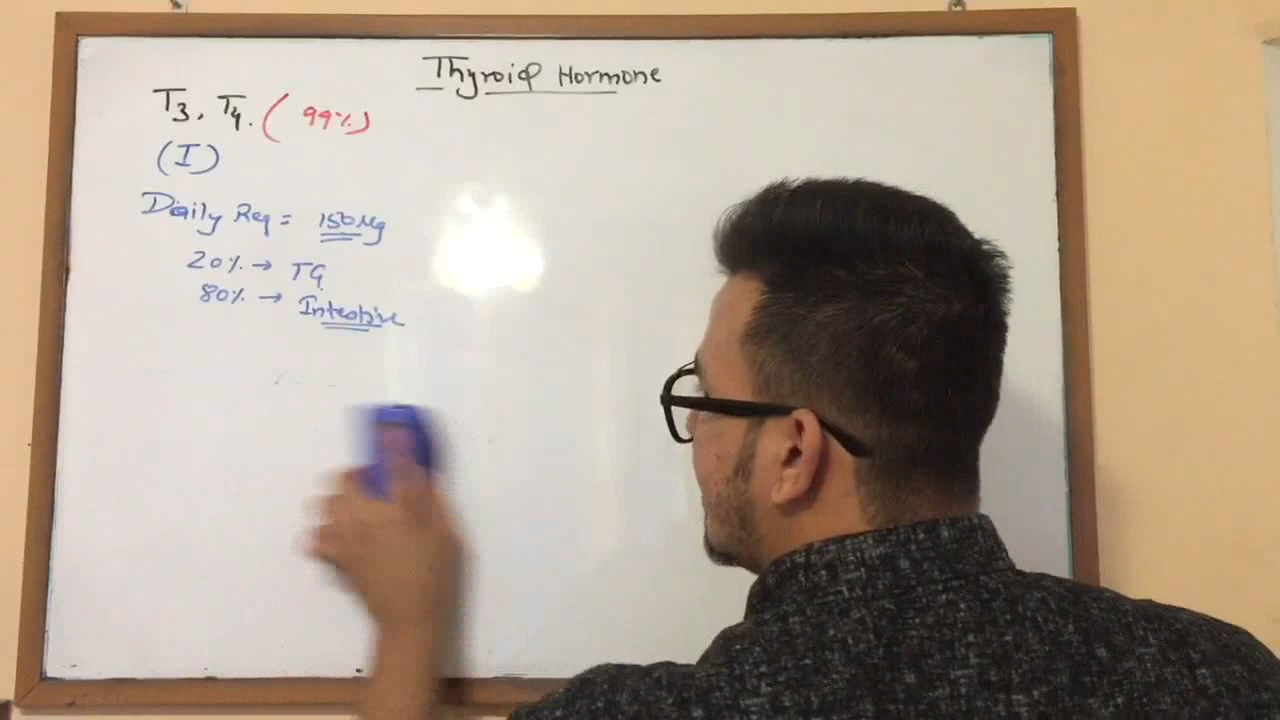 Thyroid Hormone
T3, T4. (99%)
(I)
Daily Req = 150 μg
20% → TG
80% → Intestine